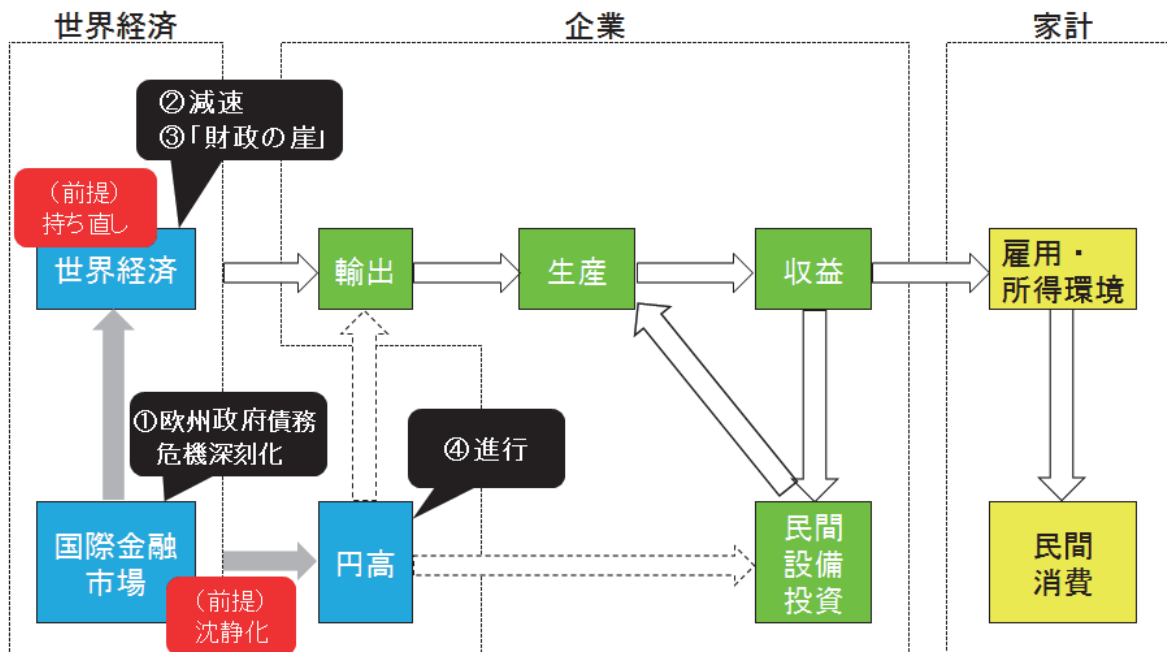 世界経済
企業
家計
②減速
③「財政の崖」
（前提）
持ち直し
世界経済
輸出
生産
収益
雇用・
所得環境
①欧州政府債務
危機深刻化
④進行
国際金融
市場
（前提）
沈静化
円高
民間
設備
投資
民間
消費